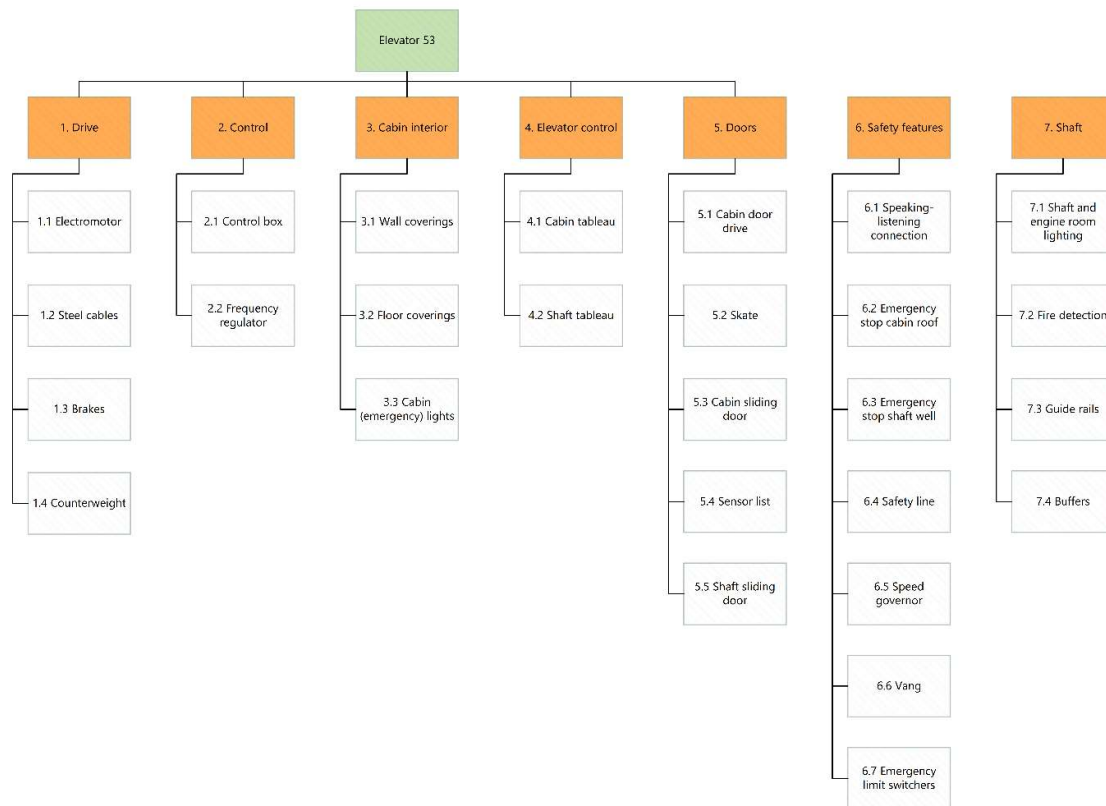 Elevator 53
1. Drive
2. Control
3. Cabin interior
4. Elevator control
5. Doors
6. Safety features
7. Shaft
1.1 Electromotor
1.2 Steel cables
1.3 Brakes
1.4 Counterweight
2.1 Control box
2.2 Frequency
regulator
3.1 Wall coverings
3.2 Floor coverings
3.3 Cabin
(emergency) lights
4.1 Cabin tableau
4.2 Shaft tableau
5.1 Cabin door
drive
5.2 Skate
5.3 Cabin sliding
door
5.4 Sensor list
5.5 Shaft sliding
door
6.1 Speaking-
listening
connection
6.2 Emergency
stop cabin roof
6.3 Emergency
stop shaft well
6.4 Safety line
6.5 Speed
governor
6.6 Vang
6.7 Emergency
limit switchers
7.1 Shaft and
engine room
lighting
7.2 Fire detection
7.3 Guide rails
7.4 Buffers